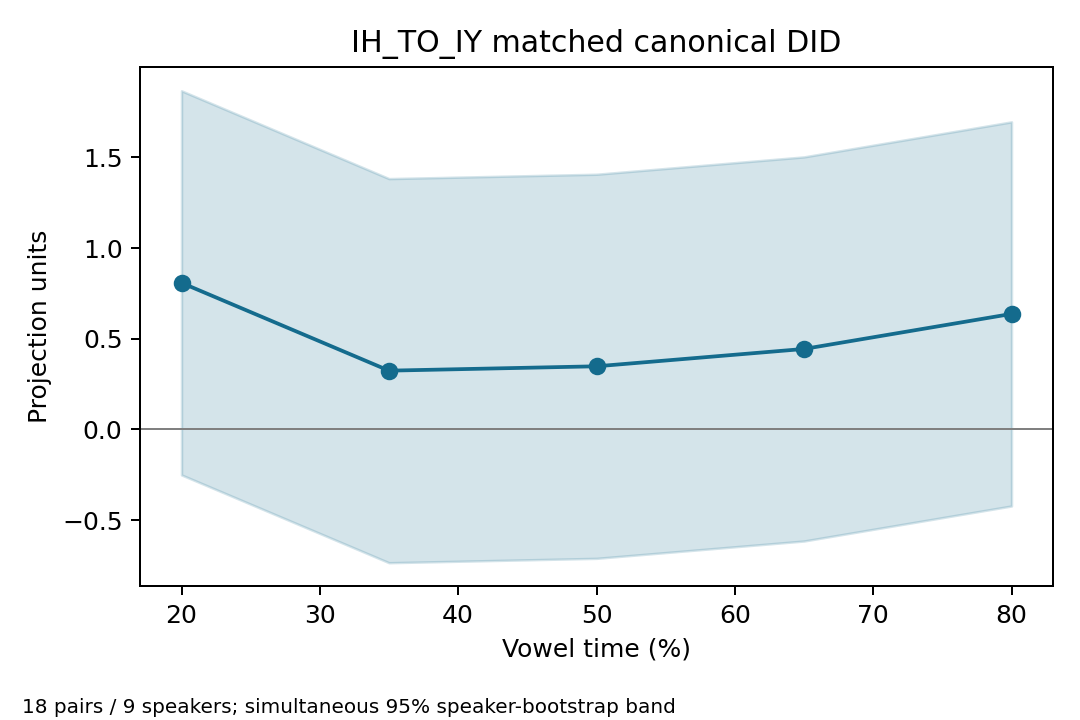 IH_TO_IY matched canonical DID
Projection units
1.5
1.0
0.5
0.0
−0.5
20 30 40 50 60 70 80
Vowel time (%)
18 pairs / 9 speakers; simultaneous 95% speaker-bootstrap band